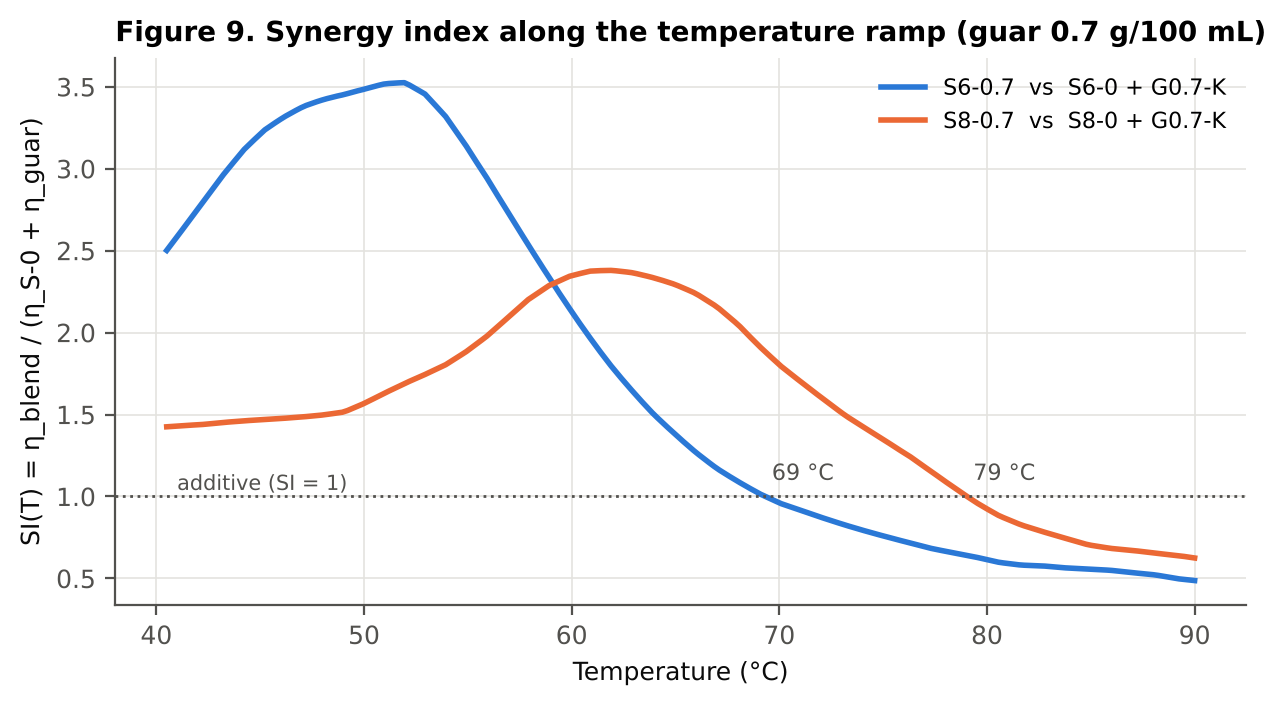 Figure 9. Synergy index along the temperature ramp (guar 0.7 g/100 mL)
SI(T) = η_blend / (η_S-0 + η_guar)
3.5
3.0
2.5
2.0
1.5
1.0
0.5
S6-0.7 vs S6-0 + G0.7-K
S8-0.7 vs S8-0 + G0.7-K
additive (SI = 1)
69 °C
79 °C
40
50
60
70
80
90
Temperature (°C)